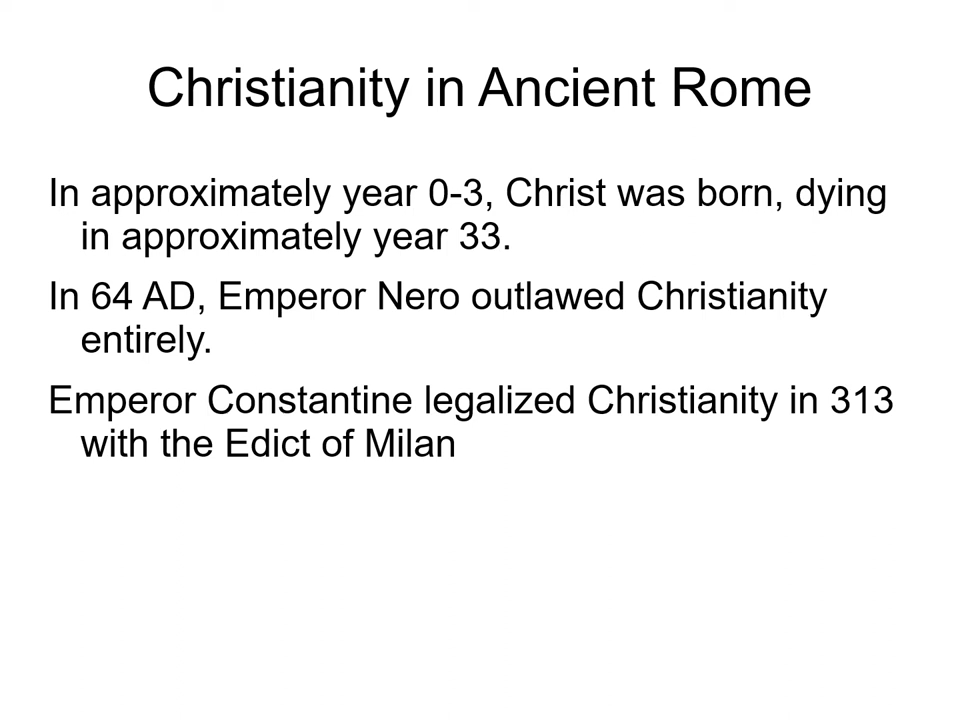 Christianity in Ancient Rome
In approximately year 0-3, Christ was born, dying
in approximately year 33.
In 64 AD, Emperor Nero outlawed Christianity
entirely.
Emperor Constantine legalized Christianity in 313
with the Edict of Milan